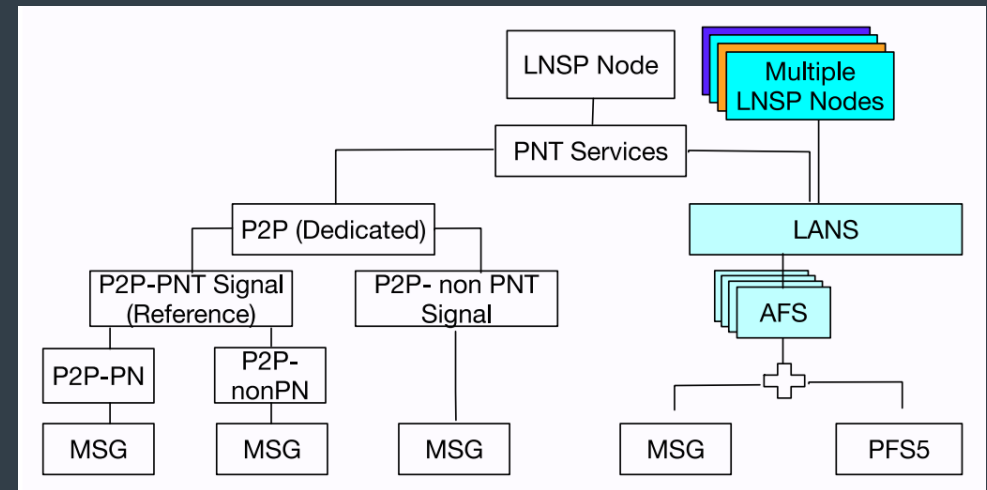 LNSP Node
Multiple
LNSP Nodes
PNT Services
P2P (Dedicated)
LANS
P2P-PNT Signal
(Reference)
P2P- non PNT
Signal
AFS
P2P-PN
P2P-
nonPN
MSG
MSG
MSG
MSG
PFS5